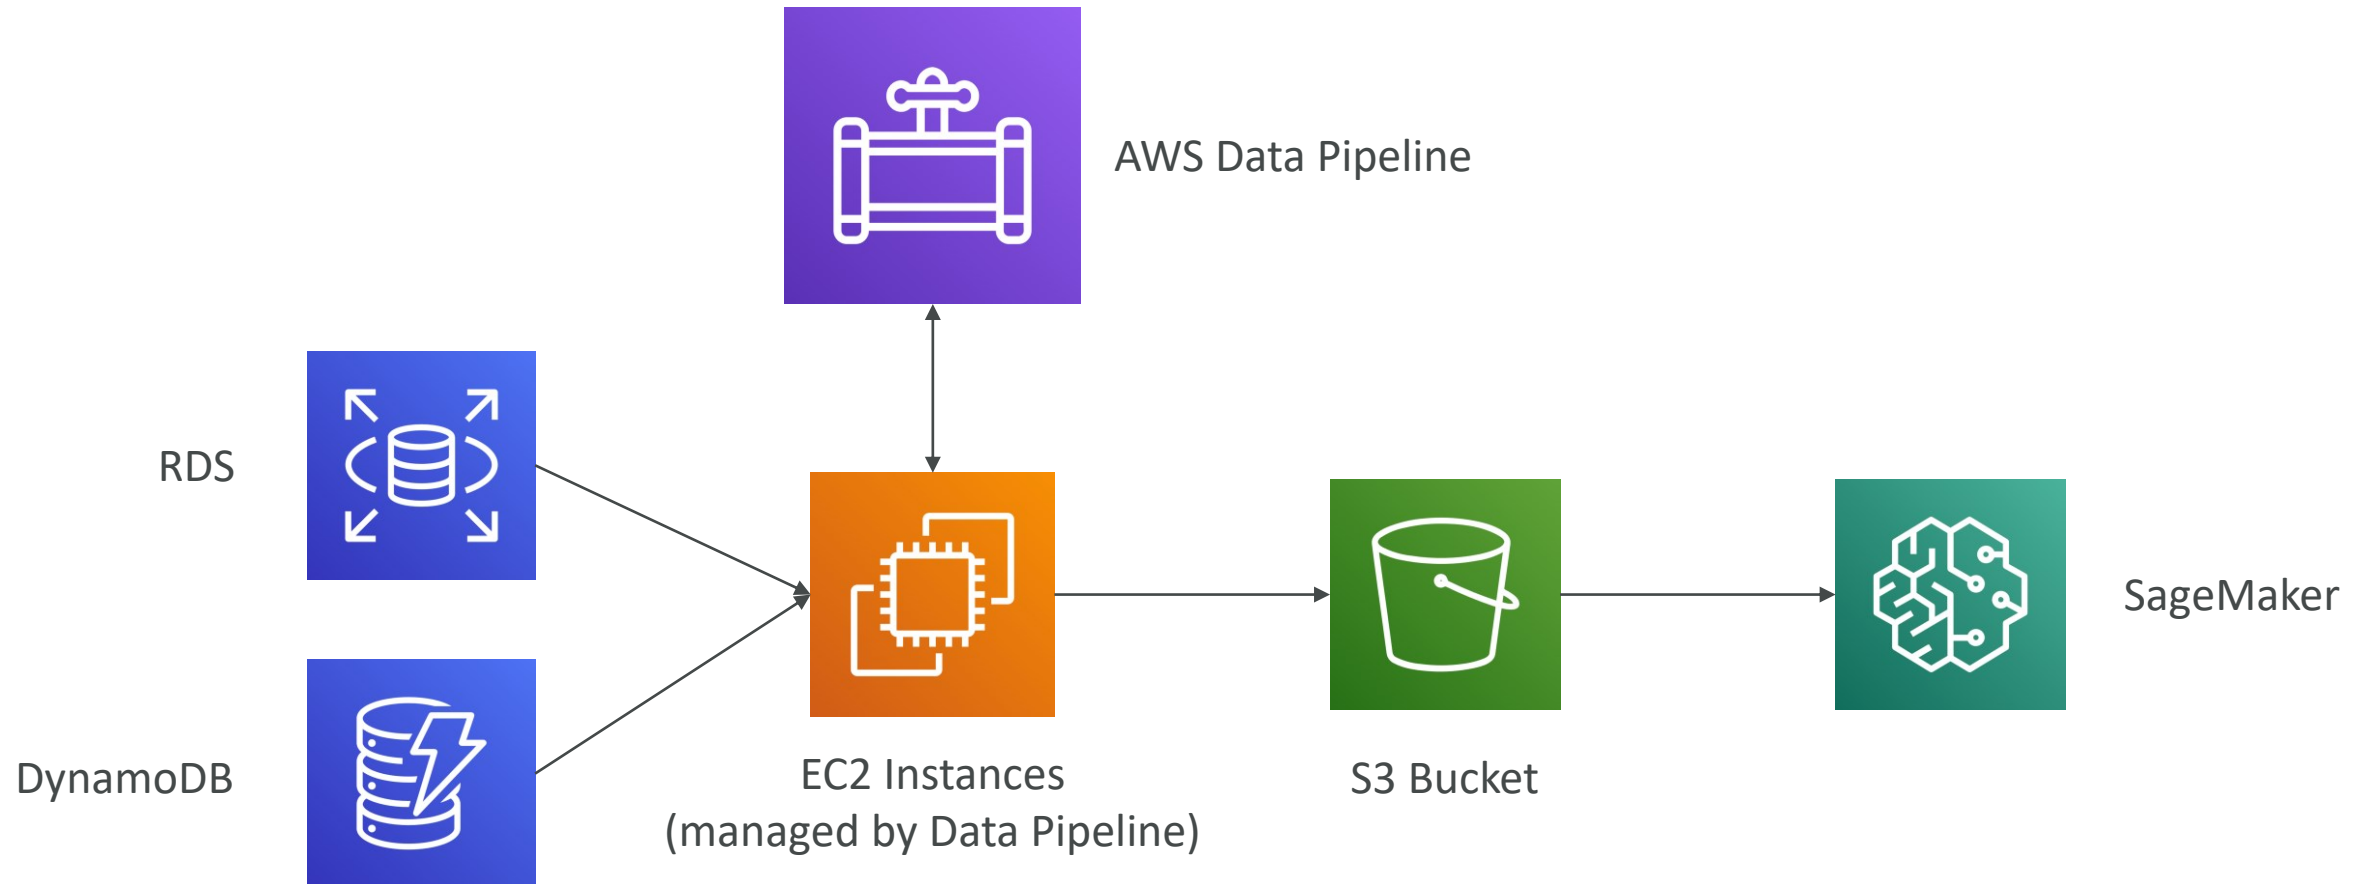 AWS Data Pipeline
RDS
SageMaker
DynamoDB
EC2 Instances
(managed by Data Pipeline)
S3 Bucket